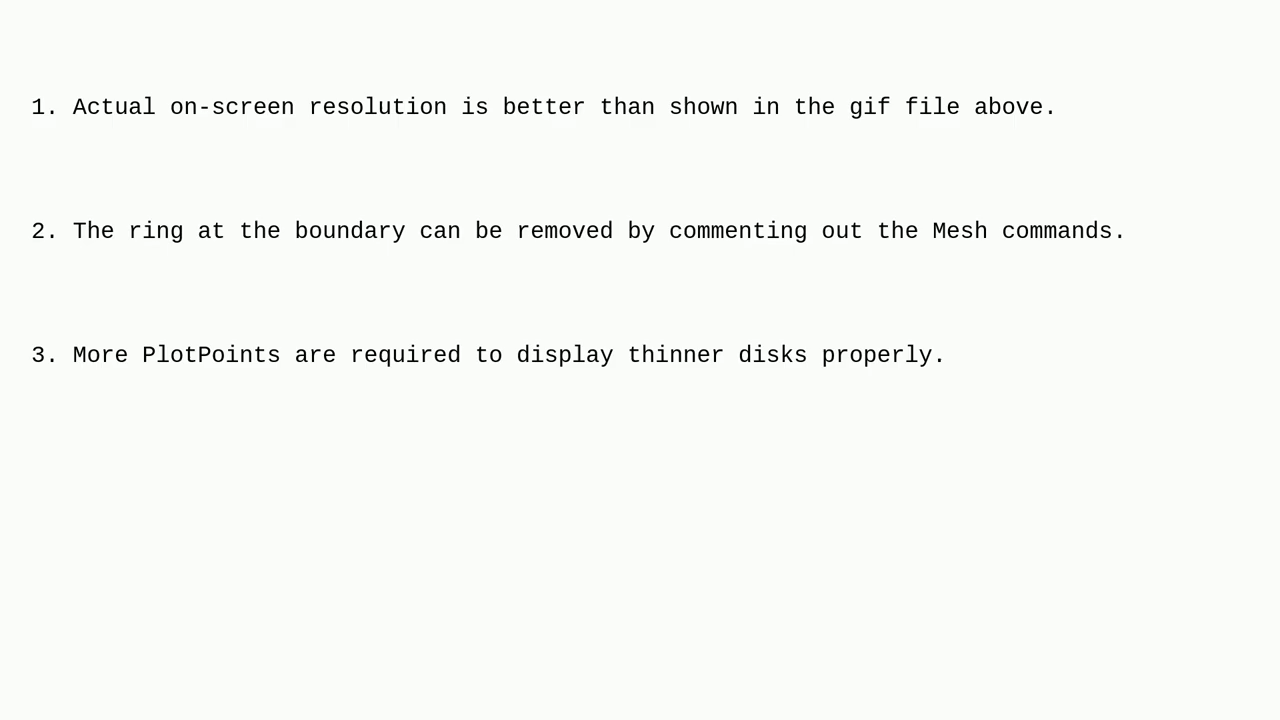 1. Actual on-screen resolution is better than shown in the gif file above.
2. The ring at the boundary can be removed by commenting out the Mesh commands.
3. More PlotPoints are required to display thinner disks properly.